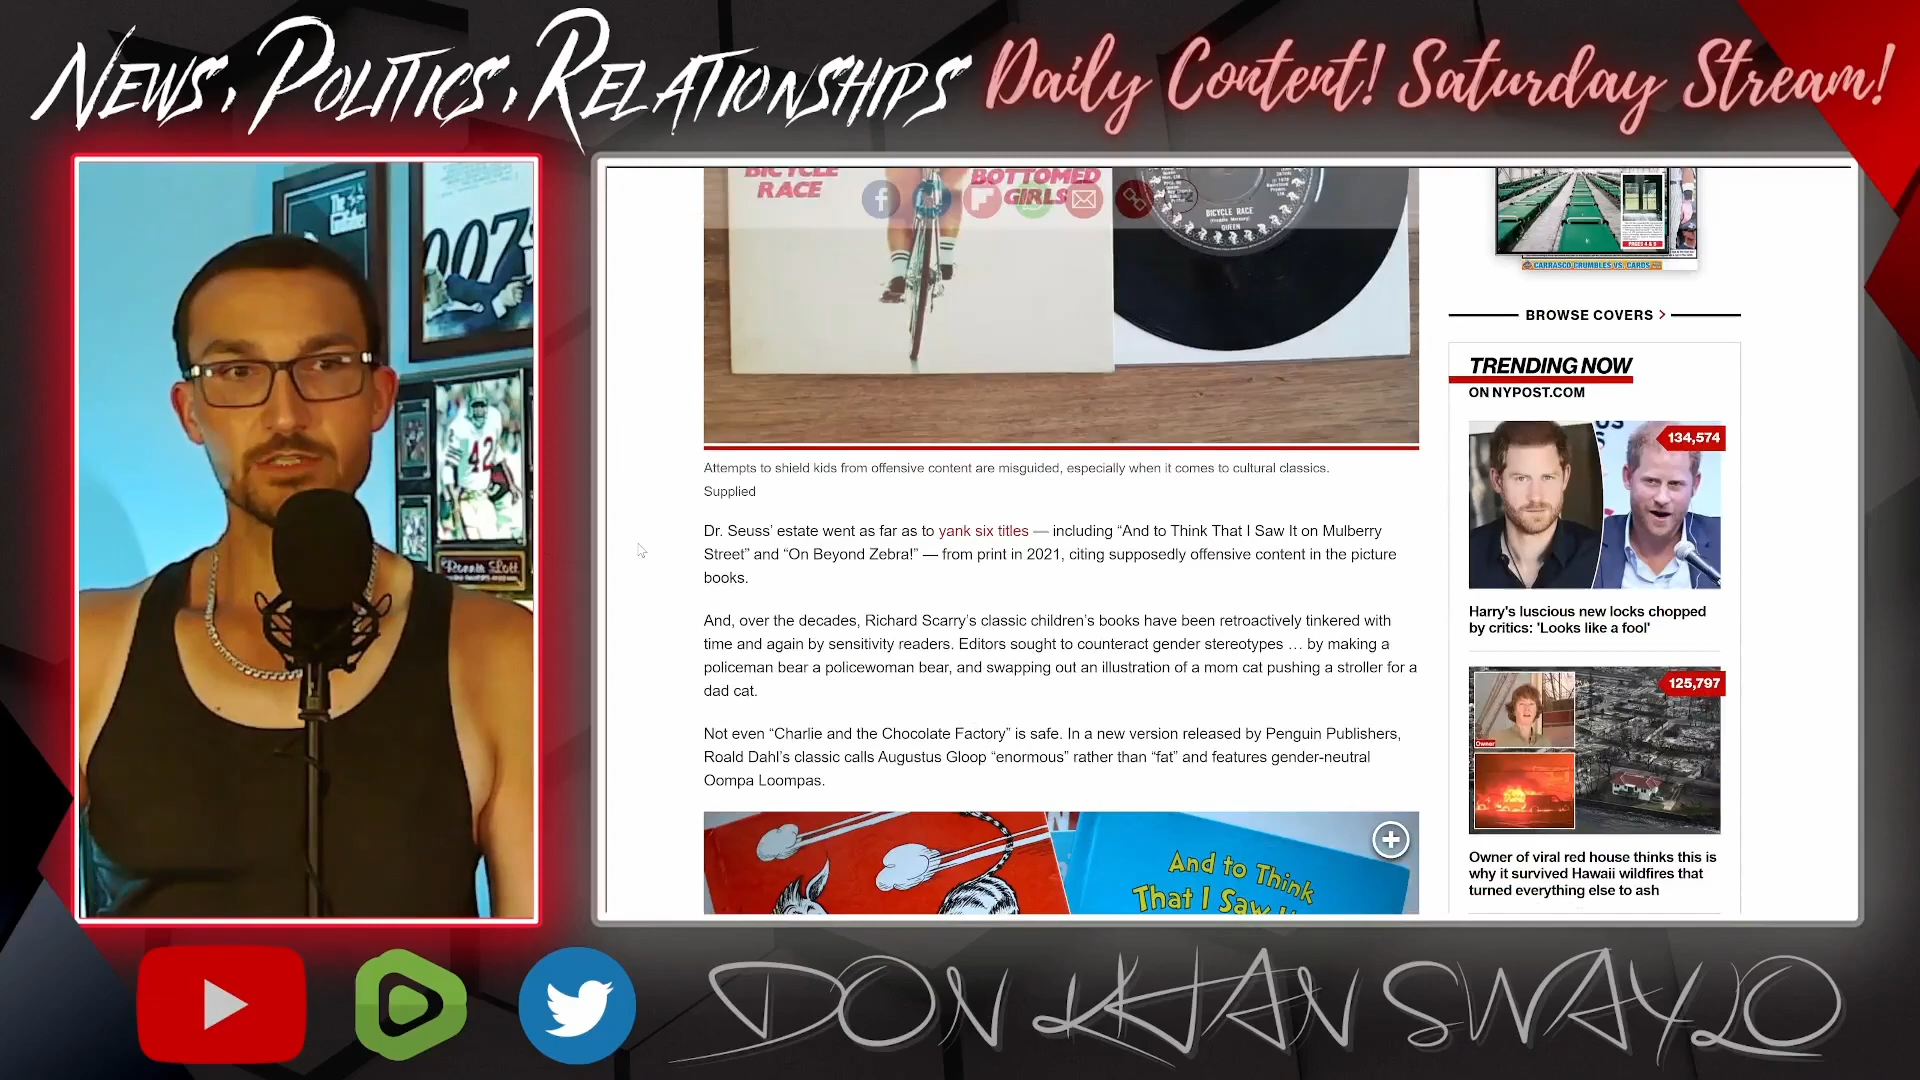 News, Politics, Relationships Daily Content! Saturday Stream!
The
007
42
Ronnie Lott
BICYCLE
RACE
BOTTOMED
GIRLS
BICYCLE RACE
QUEEN
Attempts to shield kids from offensive content are misguided, especially when it comes to cultural classics.
Supplied
Dr. Seuss’ estate went as far as to yank six titles — including “And to Think That I Saw It on Mulberry
Street” and “On Beyond Zebra!” — from print in 2021, citing supposedly offensive content in the picture
books.
And, over the decades, Richard Scarry’s classic children’s books have been retroactively tinkered with
time and again by sensitivity readers. Editors sought to counteract gender stereotypes … by making a
policeman bear a policewoman bear, and swapping out an illustration of a mom cat pushing a stroller for a
dad cat.
Not even “Charlie and the Chocolate Factory” is safe. In a new version released by Penguin Publishers,
Roald Dahl’s classic calls Augustus Gloop “enormous” rather than “fat” and features gender-neutral
Oompa Loompas.
And to Think
That I Saw
PAGES 4 & 5
CARRASCO CRUMBLES VS. CARDS
BROWSE COVERS >
TRENDING NOW
ON NYPOST.COM
134,574
Harry's luscious new locks chopped
by critics: 'Looks like a fool'
125,797
Owner
Owner of viral red house thinks this is
why it survived Hawaii wildfires that
turned everything else to ash
DON KHAN SWAYLO